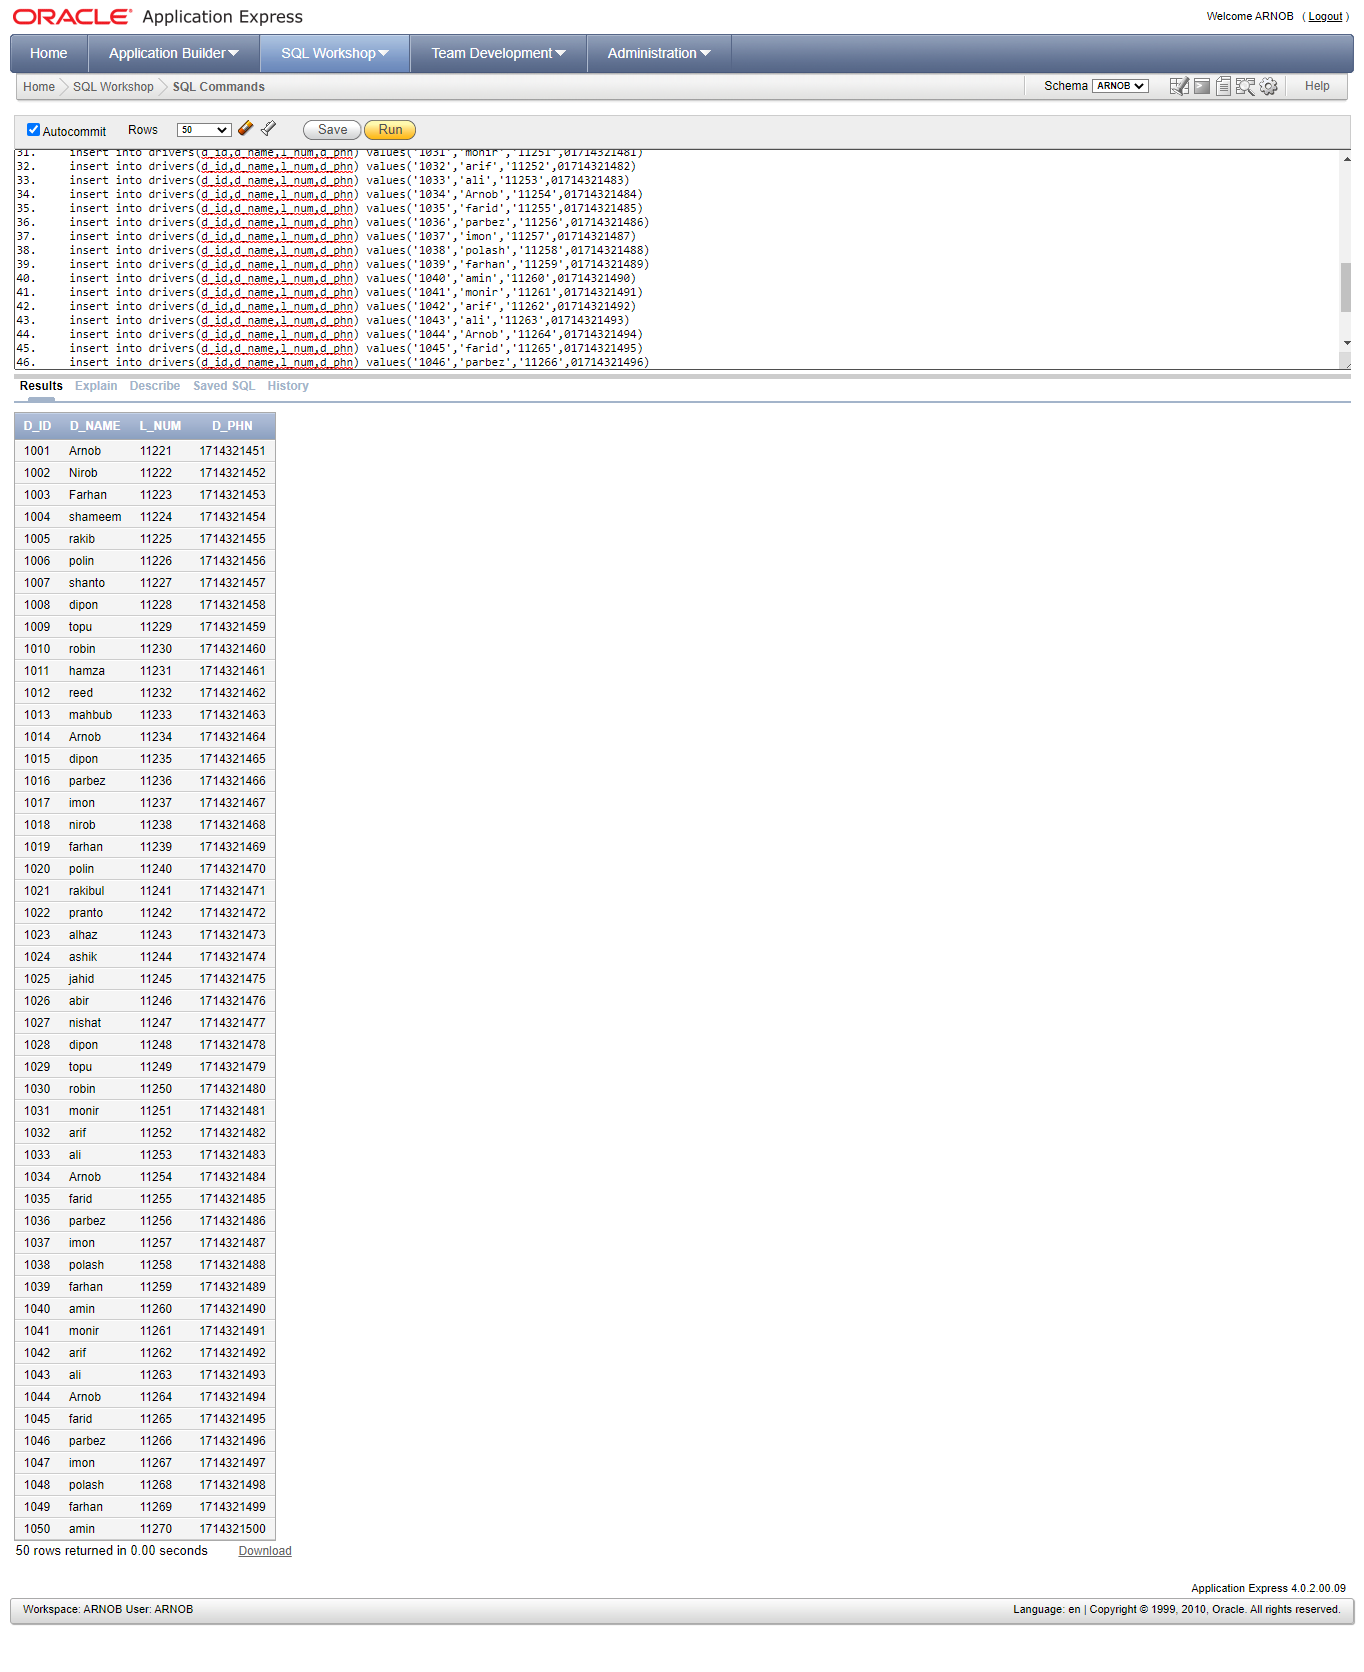 ORACLE® Application Express
Welcome ARNOB ( Logout )
Home Application Builder SQL Workshop Team Development Administration
Home SQL Workshop SQL Commands Schema ARNOB Help
Autocommit Rows 50 Save Run
31. insert into drivers(d_id,d_name,l_num,d_phn) values('1031','monir','11251',01714321481)
32. insert into drivers(d_id,d_name,l_num,d_phn) values('1032','arif','11252',01714321482)
33. insert into drivers(d_id,d_name,l_num,d_phn) values('1033','ali','11253',01714321483)
34. insert into drivers(d_id,d_name,l_num,d_phn) values('1034','Arnob','11254',01714321484)
35. insert into drivers(d_id,d_name,l_num,d_phn) values('1035','farid','11255',01714321485)
36. insert into drivers(d_id,d_name,l_num,d_phn) values('1036','parbez','11256',01714321486)
37. insert into drivers(d_id,d_name,l_num,d_phn) values('1037','imon','11257',01714321487)
38. insert into drivers(d_id,d_name,l_num,d_phn) values('1038','polash','11258',01714321488)
39. insert into drivers(d_id,d_name,l_num,d_phn) values('1039','farhan','11259',01714321489)
40. insert into drivers(d_id,d_name,l_num,d_phn) values('1040','amin','11260',01714321490)
41. insert into drivers(d_id,d_name,l_num,d_phn) values('1041','monir','11261',01714321491)
42. insert into drivers(d_id,d_name,l_num,d_phn) values('1042','arif','11262',01714321492)
43. insert into drivers(d_id,d_name,l_num,d_phn) values('1043','ali','11263',01714321493)
44. insert into drivers(d_id,d_name,l_num,d_phn) values('1044','Arnob','11264',01714321494)
45. insert into drivers(d_id,d_name,l_num,d_phn) values('1045','farid','11265',01714321495)
46. insert into drivers(d_id,d_name,l_num,d_phn) values('1046','parbez','11266',01714321496)
Results Explain Describe Saved SQL History
D_ID D_NAME L_NUM D_PHN
1001 Arnob 11221 1714321451
1002 Nirob 11222 1714321452
1003 Farhan 11223 1714321453
1004 shameem 11224 1714321454
1005 rakib 11225 1714321455
1006 polin 11226 1714321456
1007 shanto 11227 1714321457
1008 dipon 11228 1714321458
1009 topu 11229 1714321459
1010 robin 11230 1714321460
1011 hamza 11231 1714321461
1012 reed 11232 1714321462
1013 mahbub 11233 1714321463
1014 Arnob 11234 1714321464
1015 dipon 11235 1714321465
1016 parbez 11236 1714321466
1017 imon 11237 1714321467
1018 nirob 11238 1714321468
1019 farhan 11239 1714321469
1020 polin 11240 1714321470
1021 rakibul 11241 1714321471
1022 pranto 11242 1714321472
1023 alhaz 11243 1714321473
1024 ashik 11244 1714321474
1025 jahid 11245 1714321475
1026 abir 11246 1714321476
1027 nishat 11247 1714321477
1028 dipon 11248 1714321478
1029 topu 11249 1714321479
1030 robin 11250 1714321480
1031 monir 11251 1714321481
1032 arif 11252 1714321482
1033 ali 11253 1714321483
1034 Arnob 11254 1714321484
1035 farid 11255 1714321485
1036 parbez 11256 1714321486
1037 imon 11257 1714321487
1038 polash 11258 1714321488
1039 farhan 11259 1714321489
1040 amin 11260 1714321490
1041 monir 11261 1714321491
1042 arif 11262 1714321492
1043 ali 11263 1714321493
1044 Arnob 11264 1714321494
1045 farid 11265 1714321495
1046 parbez 11266 1714321496
1047 imon 11267 1714321497
1048 polash 11268 1714321498
1049 farhan 11269 1714321499
1050 amin 11270 1714321500
50 rows returned in 0.00 seconds Download
Application Express 4.0.2.00.09
Workspace: ARNOB User: ARNOB
Language: en | Copyright © 1999, 2010, Oracle. All rights reserved.